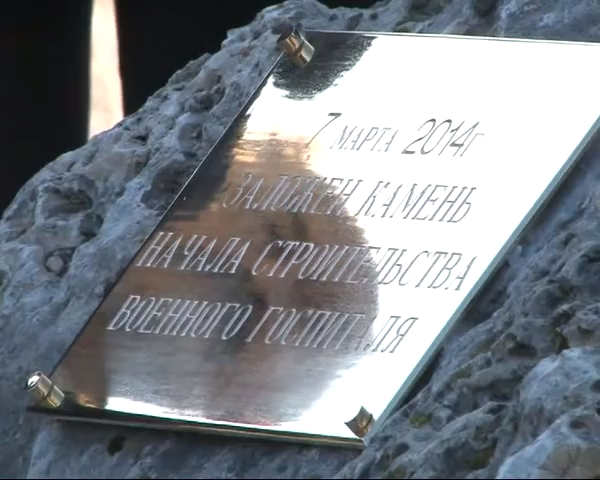 7 МАРТА 2014г
ЗАЛОЖЕН КАМЕНЬ
НАЧАЛА СТРОИТЕЛЬСТВА
ВОЕННОГО ГОСПИТАЛЯ